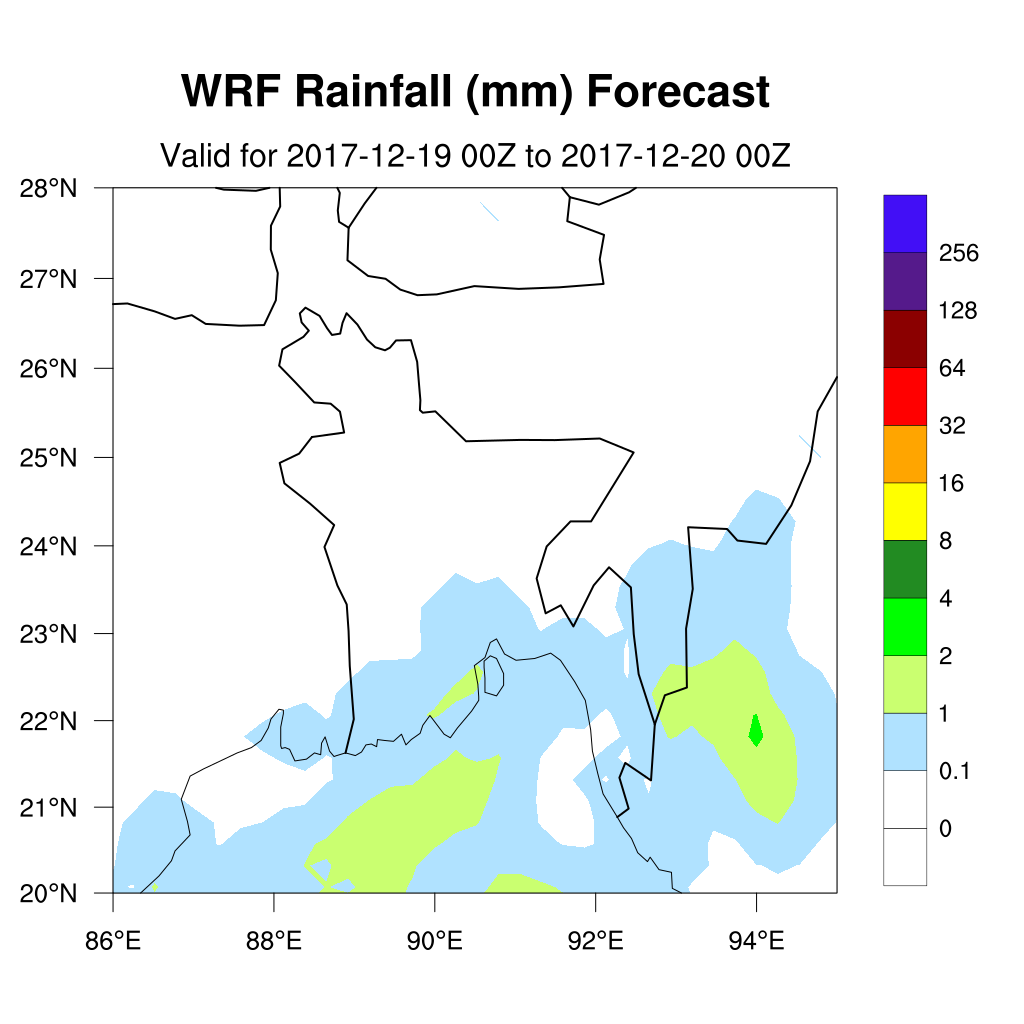 WRF Rainfall (mm) Forecast
Valid for 2017-12-19 00Z to 2017-12-20 00Z
28°N
27°N
26°N
25°N
24°N
23°N
22°N
21°N
20°N
86°E 88°E 90°E 92°E 94°E
256
128
64
32
16
8
4
2
1
0.1
0